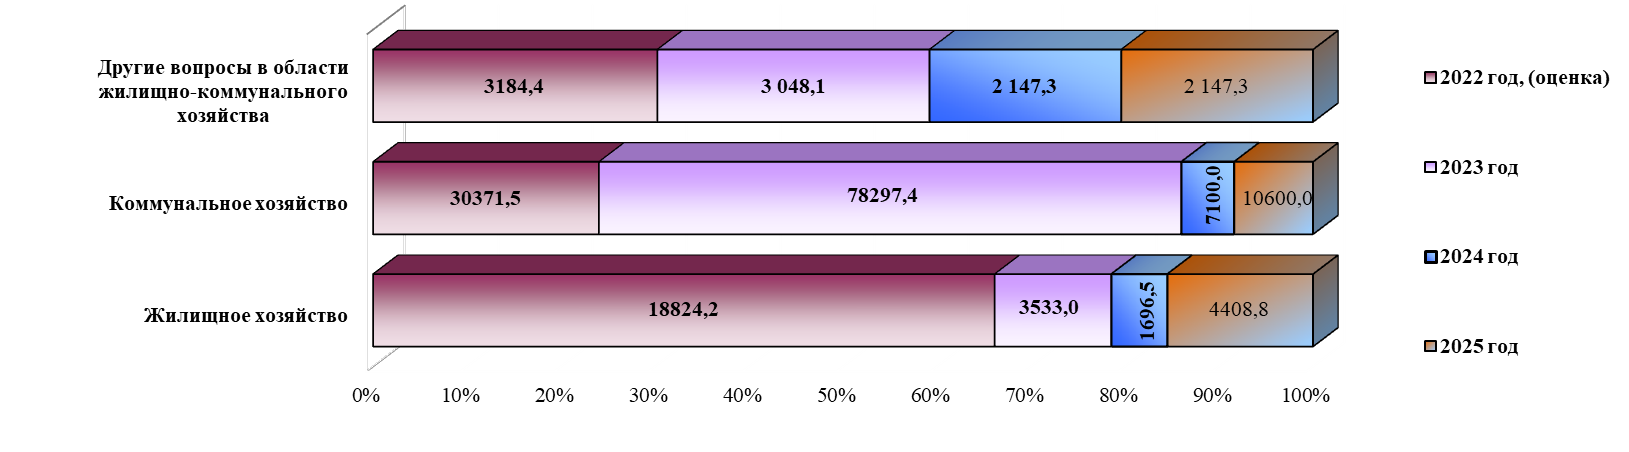 Другие вопросы в области
жилищно-коммунального
хозяйства
3184,4
3 048,1
2 147,3
2 147,3
Коммунальное хозяйство
30371,5
78297,4
7100,0
10600,0
Жилищное хозяйство
18824,2
3533,0
1696,5
4408,8
0%
10%
20%
30%
40%
50%
60%
70%
80%
90%
100%
2022 год, (оценка)
2023 год
2024 год
2025 год